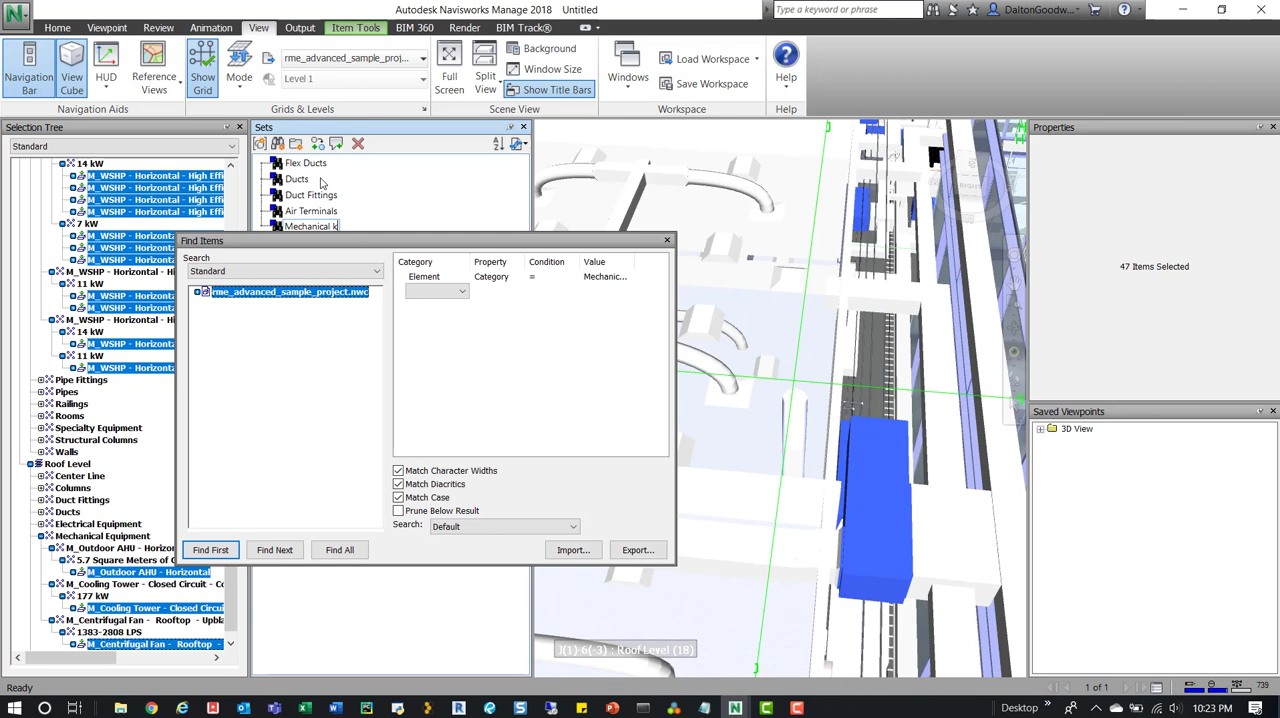 Autodesk Navisworks Manage 2018 Untitled
Type a keyword or phrase
DaltonGoodw...
Home Viewpoint Review Animation View Output Item Tools BIM 360 Render BIM Track®
Navigation Bar
View Cube
HUD
Reference Views
Navigation Aids
Show Grid
Mode
rme_advanced_sample_proj...
Level 1
Grids & Levels
Full Screen
Split View
Background
Window Size
Show Title Bars
Scene View
Windows
Load Workspace
Save Workspace
Workspace
Help
Help
Selection Tree
Standard
14 kW
M_WSHP - Horizontal - High Effi
M_WSHP - Horizontal - High Effi
M_WSHP - Horizontal - High Effi
M_WSHP - Horizontal - High Effi
7 kW
M_WSHP - Horizonta
M_WSHP - Horizonta
M_WSHP - Horizonta
M_WSHP - Horizontal - Hi
11 kW
M_WSHP - Horizonta
M_WSHP - Horizonta
M_WSHP - Horizontal - Hi
14 kW
M_WSHP - Horizonta
11 kW
M_WSHP - Horizonta
Pipe Fittings
Pipes
Railings
Rooms
Specialty Equipment
Structural Columns
Walls
Roof Level
Center Line
Columns
Duct Fittings
Ducts
Electrical Equipment
Mechanical Equipment
M_Outdoor AHU - Horizon
5.7 Square Meters of C
M_Outdoor AHU - Horizontal
M_Cooling Tower - Closed Circuit - Co
177 kW
M_Cooling Tower - Closed Circui
M_Centrifugal Fan - Rooftop - Upbla
1383-2808 LPS
M_Centrifugal Fan - Rooftop -
Sets
Flex Ducts
Ducts
Duct Fittings
Air Terminals
Mechanical k
Find Items
Search
Standard
rme_advanced_sample_project.nwc
Category Property Condition Value
Element Category = Mechanic...
Match Character Widths
Match Diacritics
Match Case
Prune Below Result
Search: Default
Find First Find Next Find All Import... Export...
J(1)-6(-3) : Roof Level (18)
Properties
47 Items Selected
Saved Viewpoints
3D View
Ready
1 of 1
739
Desktop
10:23 PM